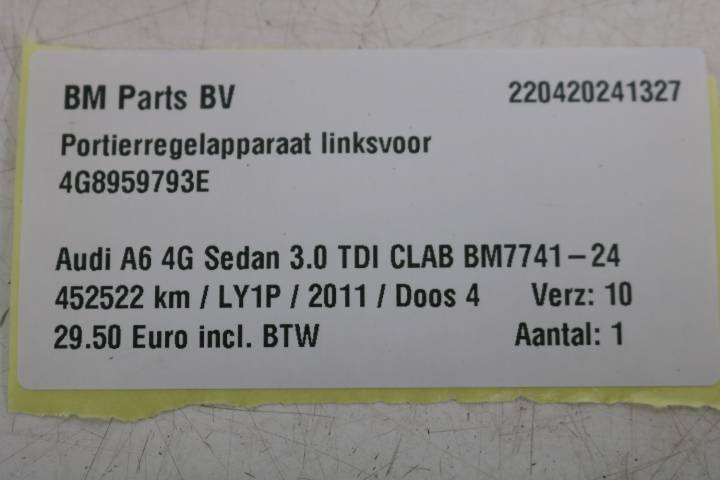 BM Parts BV 220420241327
Portierregelapparaat linksvoor
4G8959793E
Audi A6 4G Sedan 3.0 TDI CLAB BM7741-24
452522 km / LY1P / 2011 / Doos 4 Verz: 10
29.50 Euro incl. BTW Aantal: 1